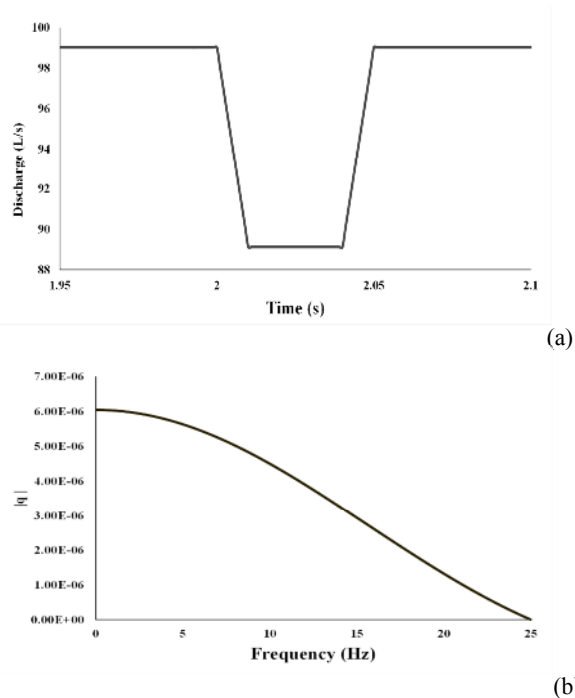 100
98
96
94
92
90
88
Discharge (L/s)
1.95
2
2.05
2.1
Time (s)
(a)
7.00E-06
6.00E-06
5.00E-06
4.00E-06
3.00E-06
2.00E-06
1.00E-06
0.00E+00
|q|
0
5
10
15
20
25
Frequency (Hz)
(b